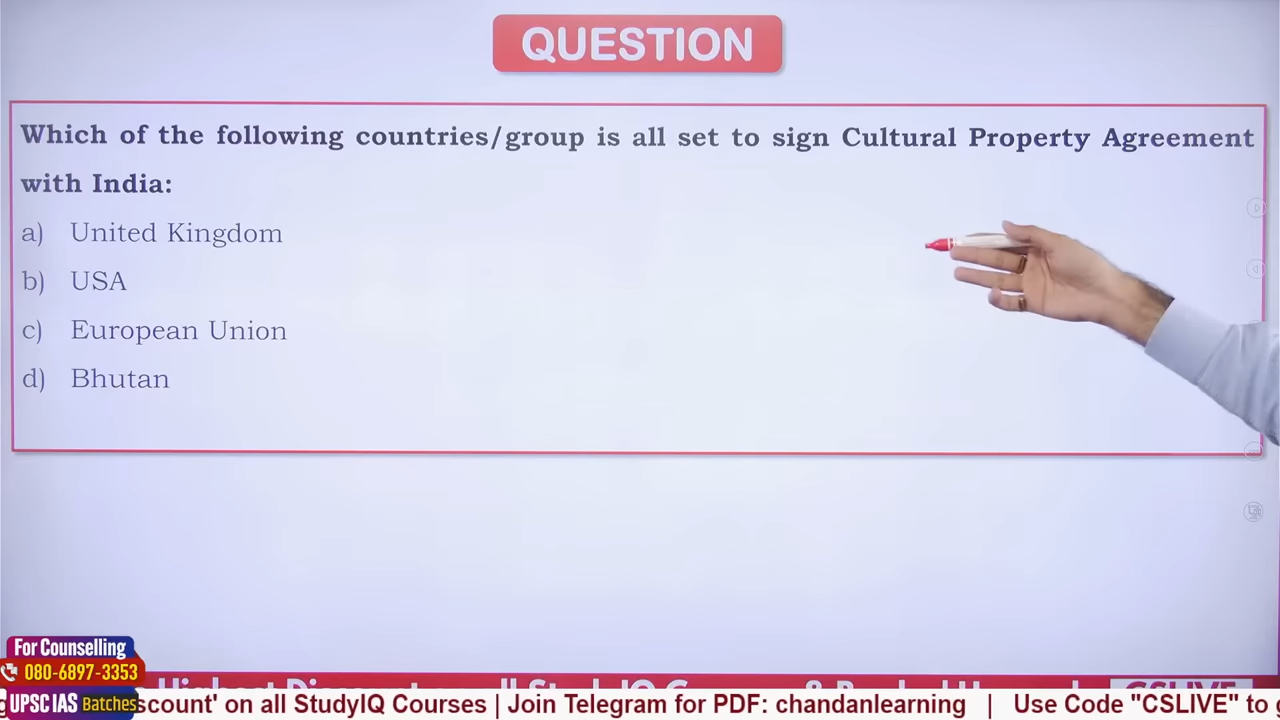 QUESTION
Which of the following countries/group is all set to sign Cultural Property Agreement
with India:
a) United Kingdom
b) USA
c) European Union
d) Bhutan
For Counselling
080-6897-3353
UPSC IAS Batches
scount' on all StudyIQ Courses | Join Telegram for PDF: chandanlearning | Use Code "CSLIVE" to